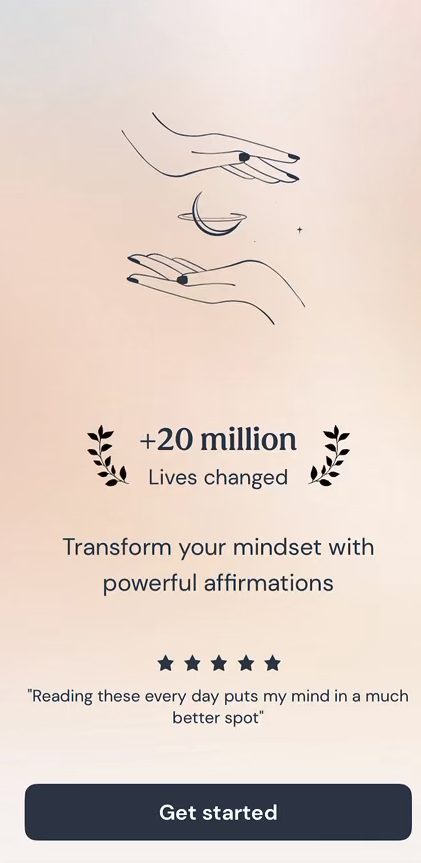 +20 million
Lives changed
Transform your mindset with
powerful affirmations
"Reading these every day puts my mind in a much
better spot"
Get started